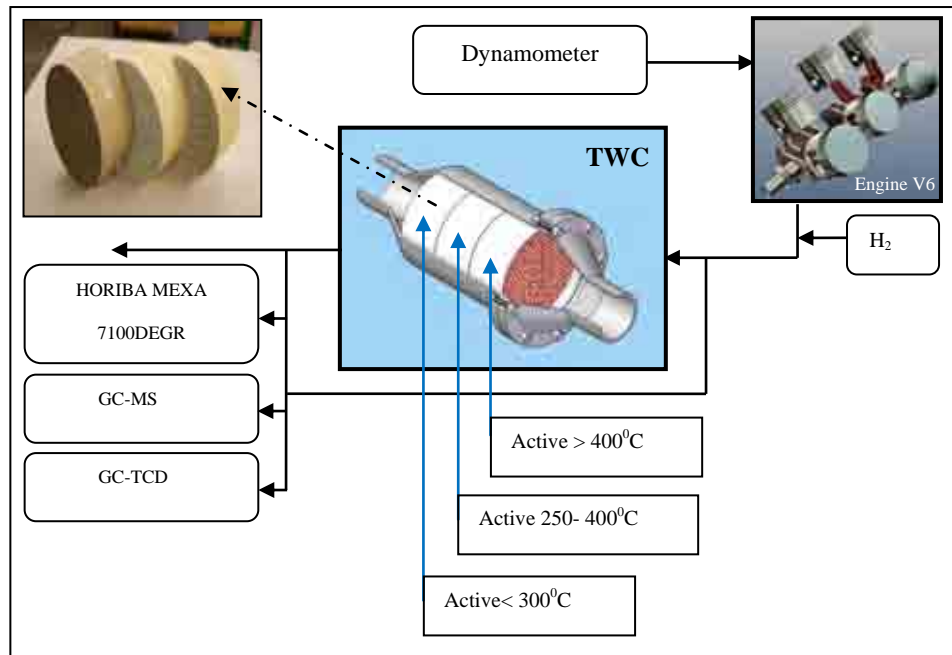 Dynamometer
TWC
Engine V6
H₂
HORIBA MEXA
7100DEGR
GC-MS
GC-TCD
Active > 400⁰C
Active 250- 400⁰C
Active< 300⁰C